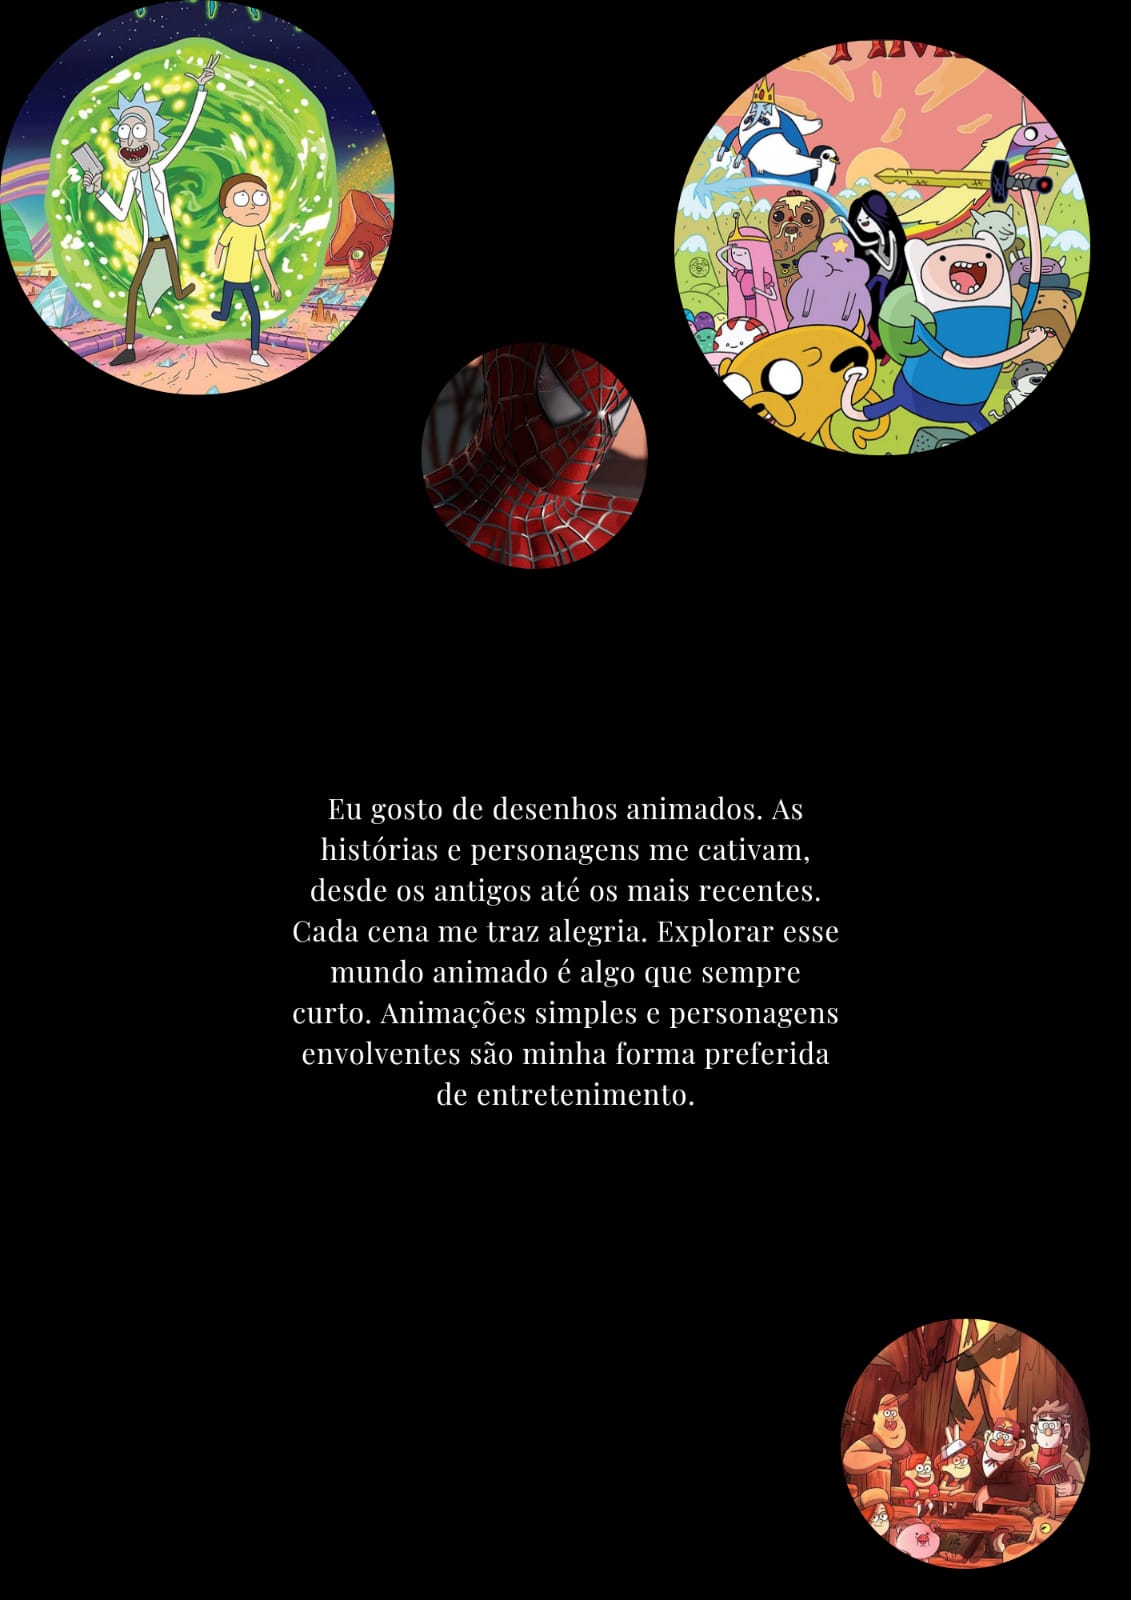 Eu gosto de desenhos animados. As
histórias e personagens me cativam,
desde os antigos até os mais recentes.
Cada cena me traz alegria. Explorar esse
mundo animado é algo que sempre
curto. Animações simples e personagens
envolventes são minha forma preferida
de entretenimento.